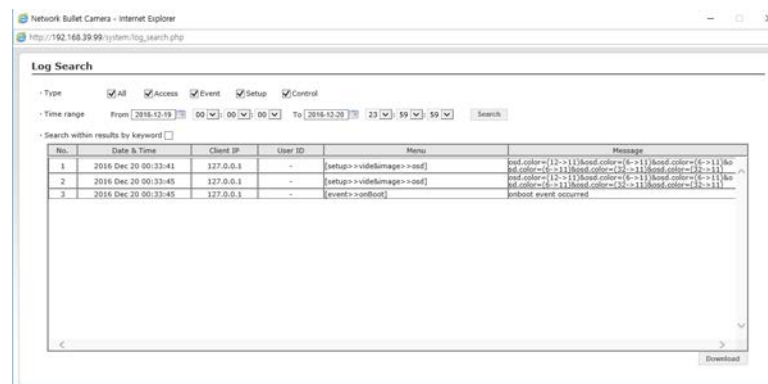 Network Bullet Camera - Internet Explorer
http://192.168.39.99/system/log_search.php
Log Search
Type All Access Event Setup Control
Time range From 2016-12-19 00 : 00 : 00 To 2016-12-20 23 : 59 : 59 Search
Search within results by keyword
No. Date & Time Client IP User ID Menu Message
1 2016 Dec 20 00:33:41 127.0.0.1 - [setup>>vide&image>>osd] osd.color=(12->11)&osd.color=(6->11)&osd.color=(6->11)&o
sd.color=(6->11)&osd.color=(32->11)&osd.color=(32->11)
2 2016 Dec 20 00:33:45 127.0.0.1 - [setup>>vide&image>>osd] osd.color=(12->11)&osd.color=(6->11)&osd.color=(6->11)&o
sd.color=(6->11)&osd.color=(32->11)&osd.color=(32->11)
3 2016 Dec 20 00:33:45 127.0.0.1 - [event>>onBoot] onboot event occurred
Download